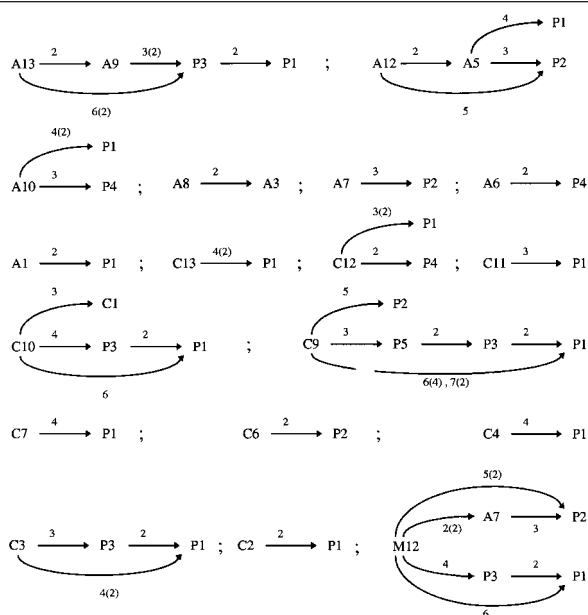 4 P1
2 3(2) 2 2 3
A13 A9 P3 P1 ; A12 A5 P2
6(2) 5
4(2) P1
3 2 3 2
A10 P4 ; A8 A3 ; A7 P2 ; A6 P4
3(2) P1
2 4(2) 2 3
A1 P1 ; C13 P1 ; C12 P4 ; C11 P1
3 C1 5 P2
4 2 3 2 2
C10 P3 P1 ; C9 P5 P3 P1
6 6(4) , 7(2)
4 2 4
C7 P1 ; C6 P2 ; C4 P1
5(2)
2(2) A7 3 P2
3 2 2
C3 P3 P1 ; C2 P1 ; M12
4(2) 4 P3 2 P1
6